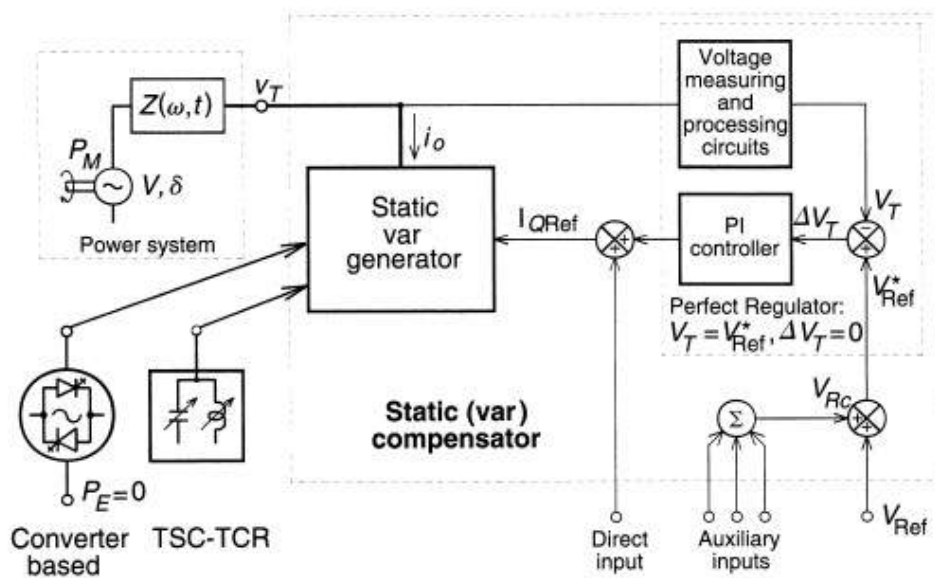 Voltage
measuring
and
processing
circuits
Z(ω,t)
v_T
i_o
P_M
V, δ
Power system
Static
var
generator
I_QRef
PI
controller
ΔV_T
V_T
V*_Ref
Perfect Regulator:
V_T = V*_Ref, ΔV_T = 0
Static (var)
compensator
Σ
V_Rc
V_Ref
P_E = 0
Converter
based
TSC-TCR
Direct
input
Auxiliary
inputs